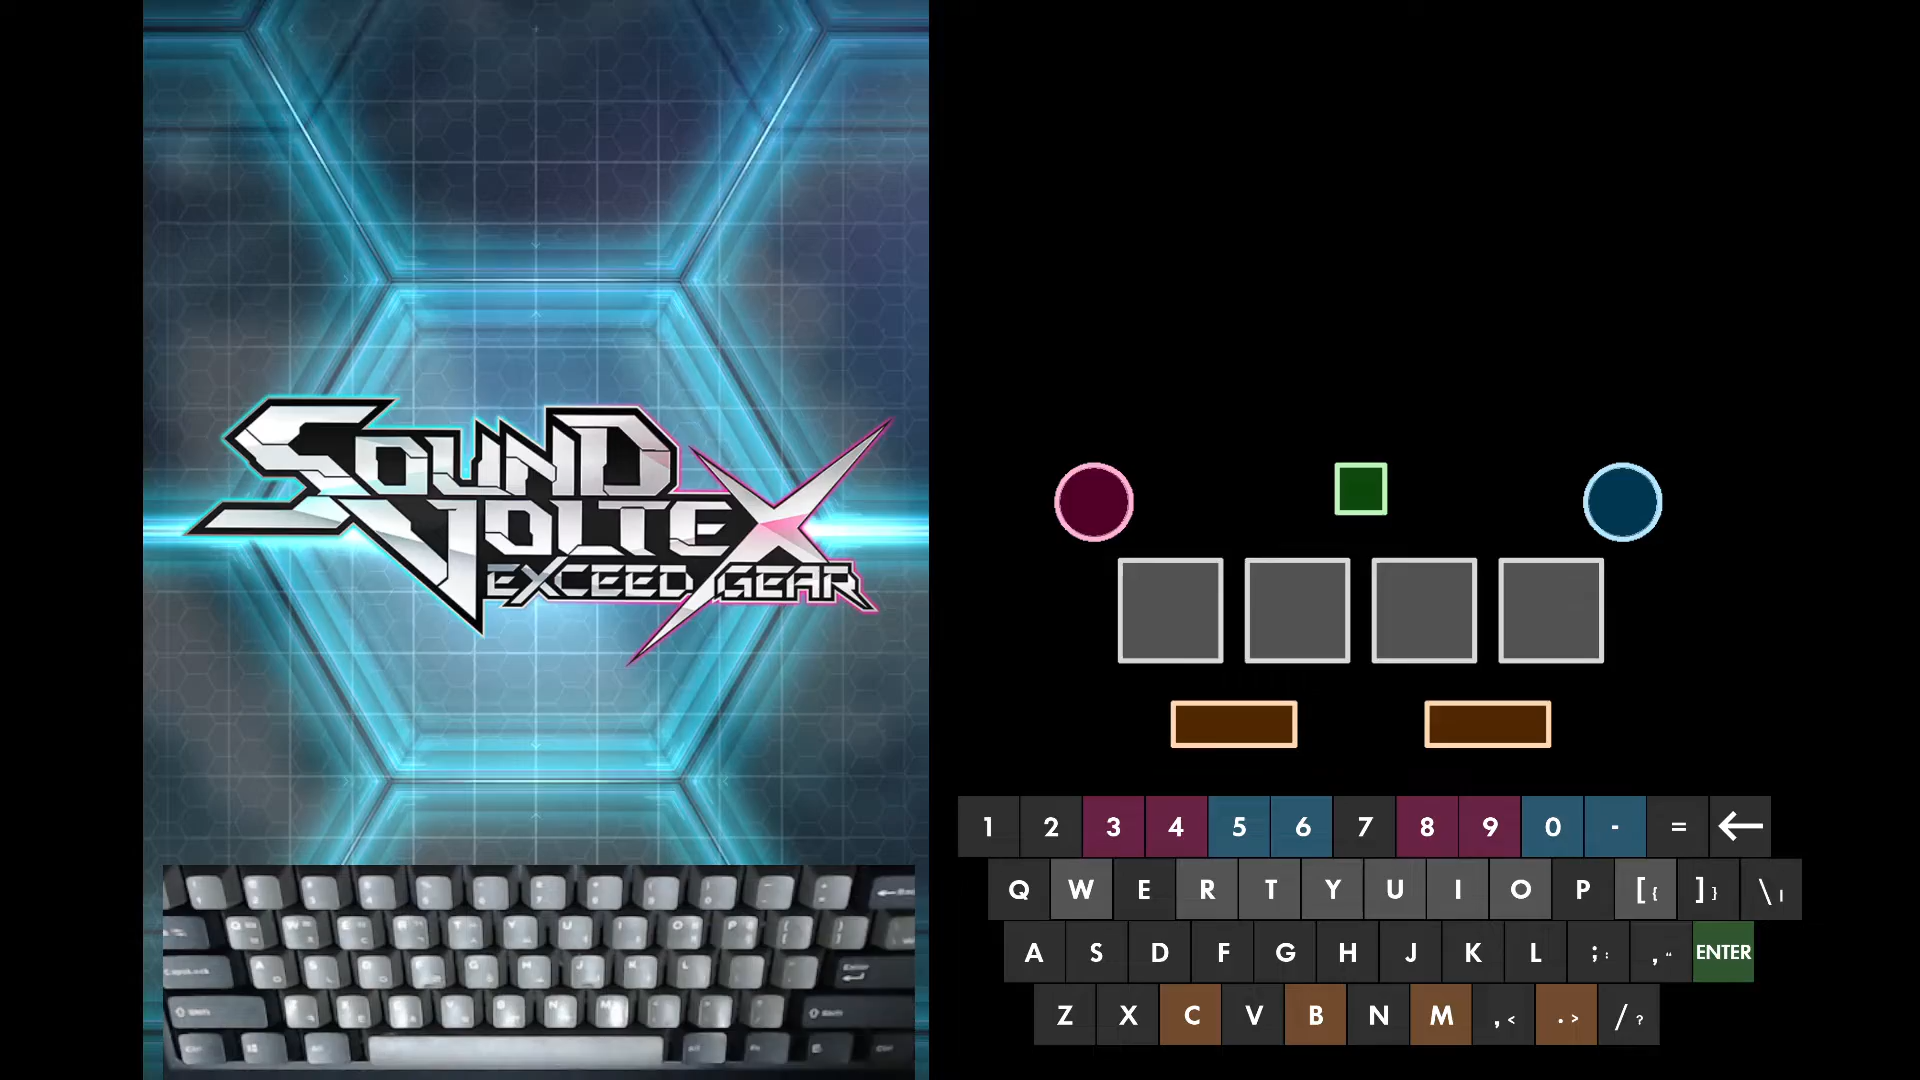 SOUND
VOLTEX
EXCEED GEAR
1 2 3 4 5 6 7 8 9 0 - = ←
Q W E R T Y U I O P [ { ] } \ |
A S D F G H J K L ; : , “ ENTER
Z X C V B N M , < . > / ?